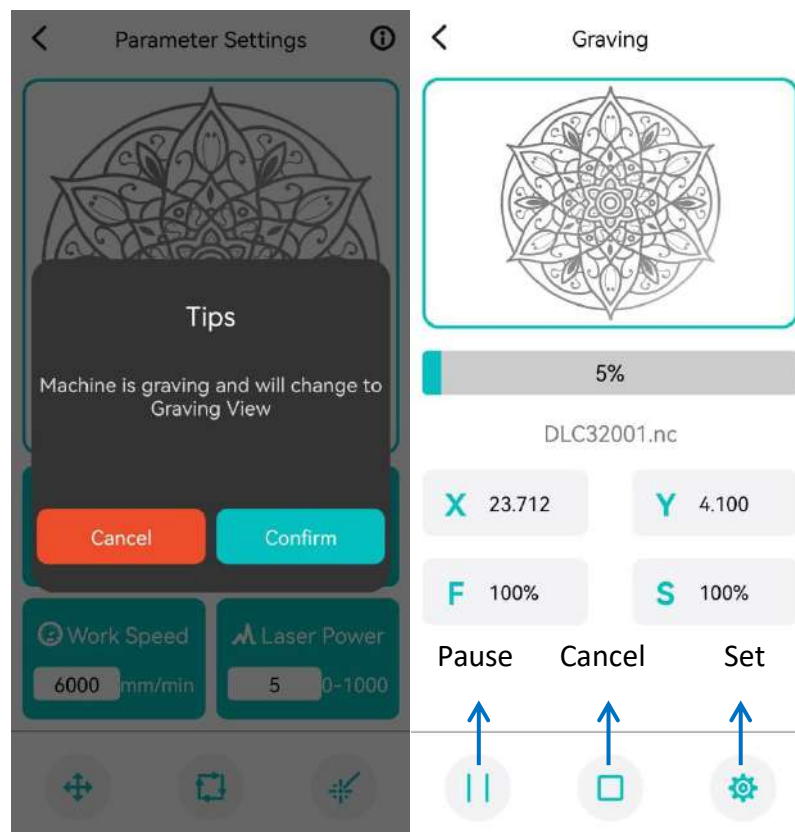 Parameter Settings
Tips
Machine is graving and will change to
Graving View
Cancel
Confirm
Work Speed
Laser Power
6000 mm/min
5 0-1000
Graving
5%
DLC32001.nc
X 23.712
Y 4.100
F 100%
S 100%
Pause
Cancel
Set